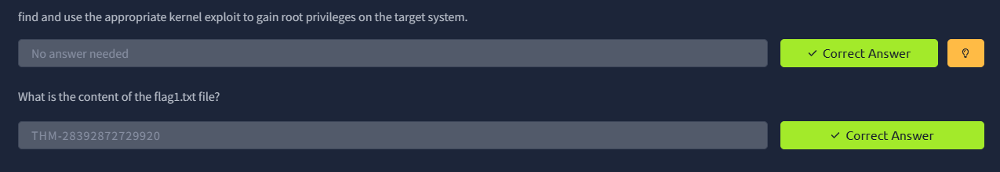 find and use the appropriate kernel exploit to gain root privileges on the target system.
No answer needed
Correct Answer
What is the content of the flag1.txt file?
THM-28392872729920
Correct Answer